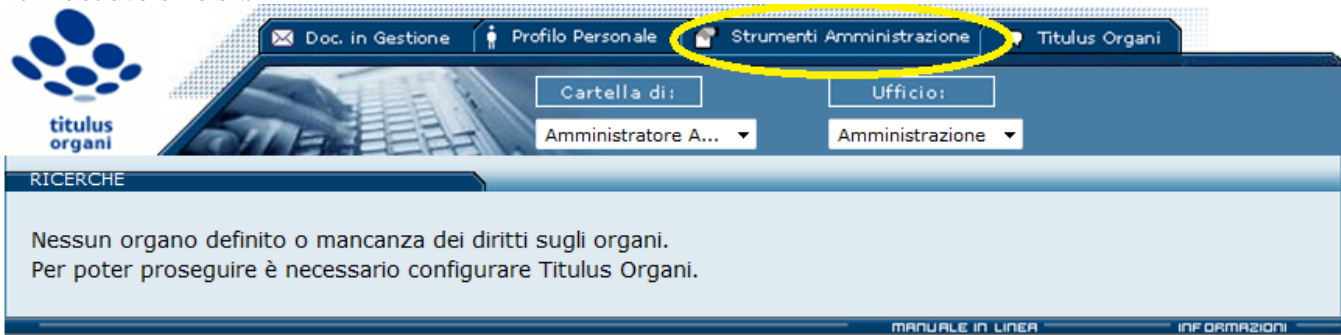 Doc. in Gestione Profilo Personale Strumenti Amministrazione Titulus Organi
Cartella di: Ufficio:
titulus
organi
Amministratore A... Amministrazione
RICERCHE
Nessun organo definito o mancanza dei diritti sugli organi.
Per poter proseguire è necessario configurare Titulus Organi.
MANUALE IN LINEA INFORMAZIONI